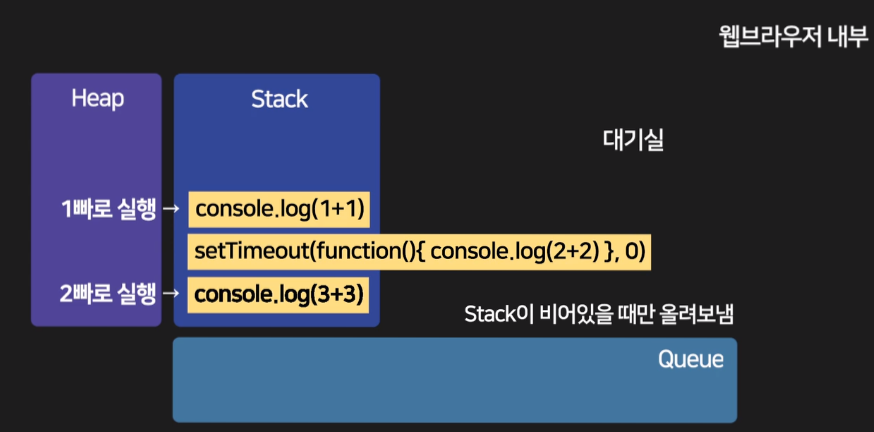 웹브라우저 내부
Heap
Stack
대기실
1빠로 실행 → console.log(1+1)
setTimeout(function(){ console.log(2+2) }, 0)
2빠로 실행 → console.log(3+3)
Stack이 비어있을 때만 올려보냄
Queue